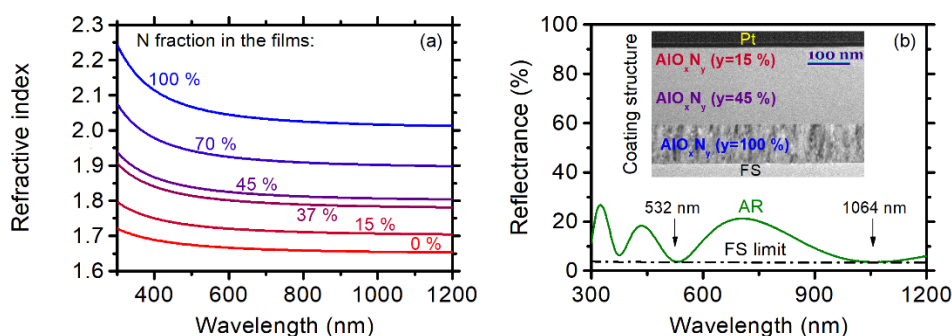 N fraction in the films:
(a)
100 %
70 %
45 %
37 %
15 %
0 %
2.3
2.2
2.1
2.0
1.9
1.8
1.7
1.6
Refractive index
400
600
800
1000
1200
Wavelength (nm)
(b)
Pt
AlOxNy (y=15 %)
100 nm
AlOxNy (y=45 %)
AlOxNy (y=100 %)
FS
Coating structure
532 nm
AR
1064 nm
FS limit
100
80
60
40
20
0
Reflectance (%)
300
600
900
1200
Wavelength (nm)